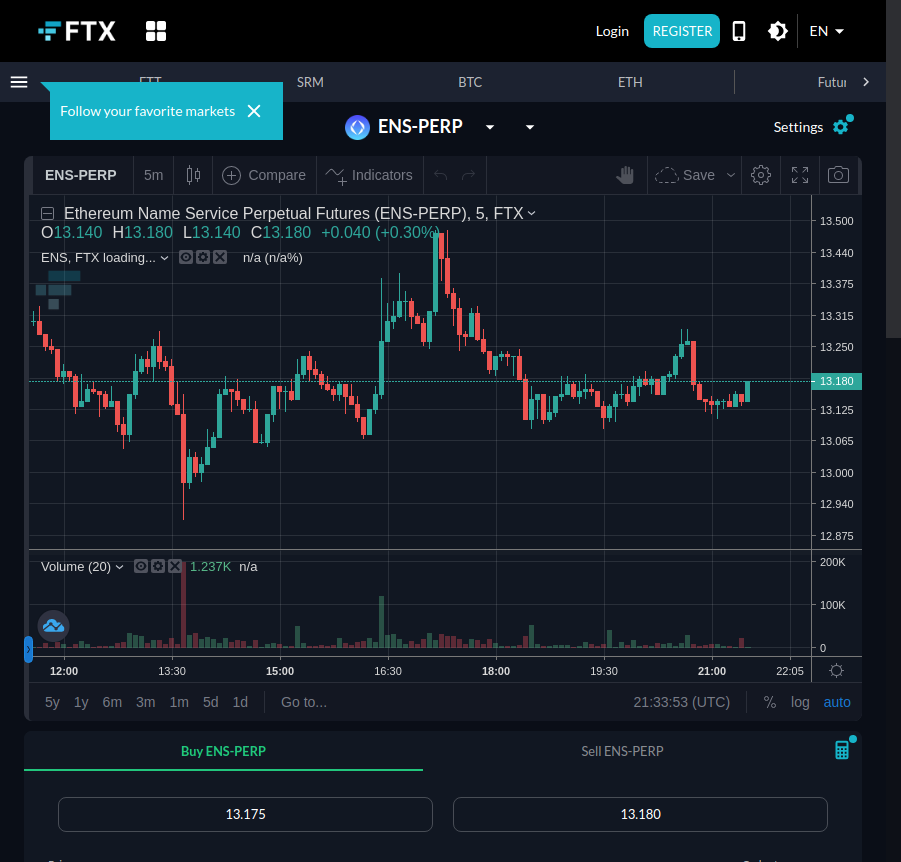 FTX
Login REGISTER EN
FTT SRM BTC ETH Futur
Follow your favorite markets
ENS-PERP
Settings
ENS-PERP 5m Compare Indicators Save
Ethereum Name Service Perpetual Futures (ENS-PERP), 5, FTX
O13.140 H13.180 L13.140 C13.180 +0.040 (+0.30%)
ENS, FTX loading... n/a (n/a%)
13.500
13.440
13.375
13.315
13.250
13.180
13.125
13.065
13.000
12.940
12.875
Volume (20) 1.237K n/a
200K
100K
0
12:00 13:30 15:00 16:30 18:00 19:30 21:00 22:05
5y 1y 6m 3m 1m 5d 1d Go to... 21:33:53 (UTC) % log auto
Buy ENS-PERP Sell ENS-PERP
13.175 13.180